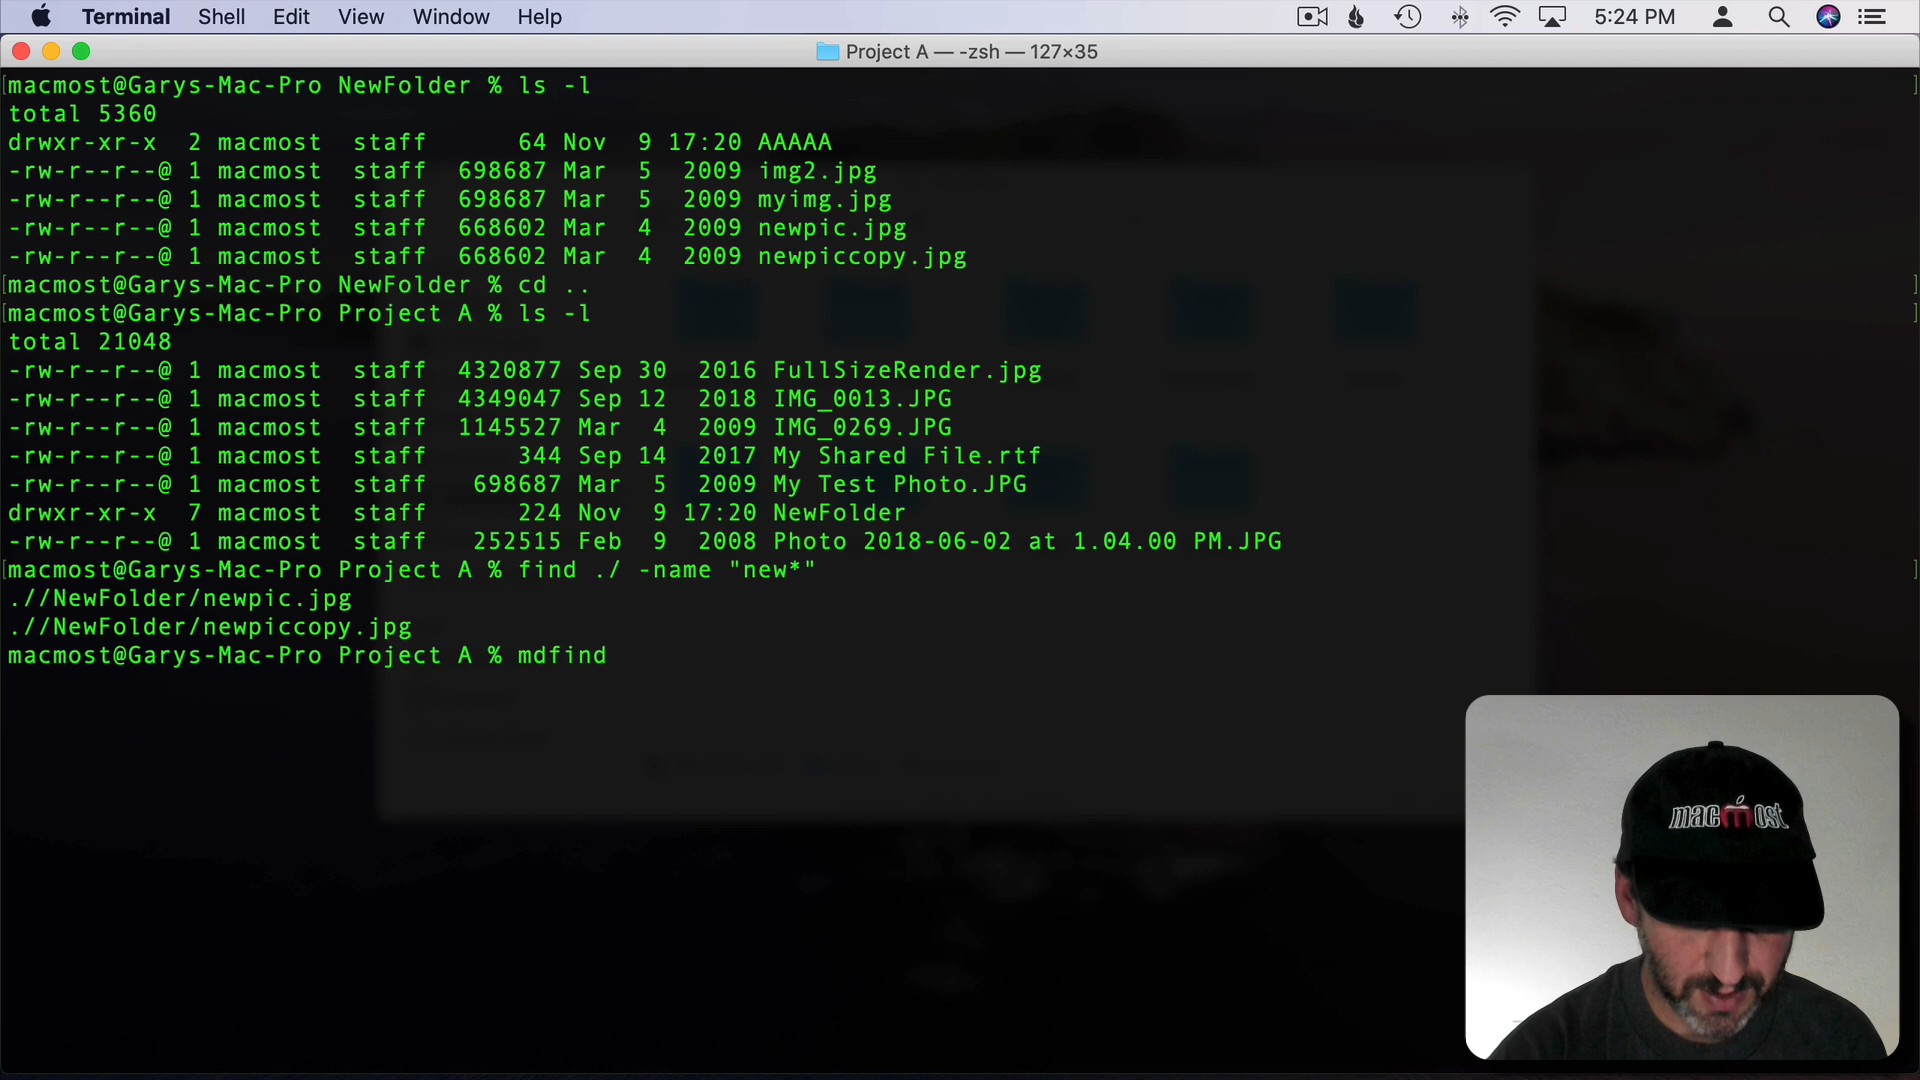 Terminal Shell Edit View Window Help 5:24 PM
Project A — -zsh — 127×35
macmost@Garys-Mac-Pro NewFolder % ls -l
total 5360
drwxr-xr-x 2 macmost staff 64 Nov 9 17:20 AAAAA
-rw-r--r--@ 1 macmost staff 698687 Mar 5 2009 img2.jpg
-rw-r--r--@ 1 macmost staff 698687 Mar 5 2009 myimg.jpg
-rw-r--r--@ 1 macmost staff 668602 Mar 4 2009 newpic.jpg
-rw-r--r--@ 1 macmost staff 668602 Mar 4 2009 newpiccopy.jpg
macmost@Garys-Mac-Pro NewFolder % cd ..
macmost@Garys-Mac-Pro Project A % ls -l
total 21048
-rw-r--r--@ 1 macmost staff 4320877 Sep 30 2016 FullSizeRender.jpg
-rw-r--r--@ 1 macmost staff 4349047 Sep 12 2018 IMG_0013.JPG
-rw-r--r--@ 1 macmost staff 1145527 Mar 4 2009 IMG_0269.JPG
-rw-r--r--@ 1 macmost staff 344 Sep 14 2017 My Shared File.rtf
-rw-r--r--@ 1 macmost staff 698687 Mar 5 2009 My Test Photo.JPG
drwxr-xr-x 7 macmost staff 224 Nov 9 17:20 NewFolder
-rw-r--r--@ 1 macmost staff 252515 Feb 9 2008 Photo 2018-06-02 at 1.04.00 PM.JPG
macmost@Garys-Mac-Pro Project A % find ./ -name "new*"
.//NewFolder/newpic.jpg
.//NewFolder/newpiccopy.jpg
macmost@Garys-Mac-Pro Project A % mdfind
macmost